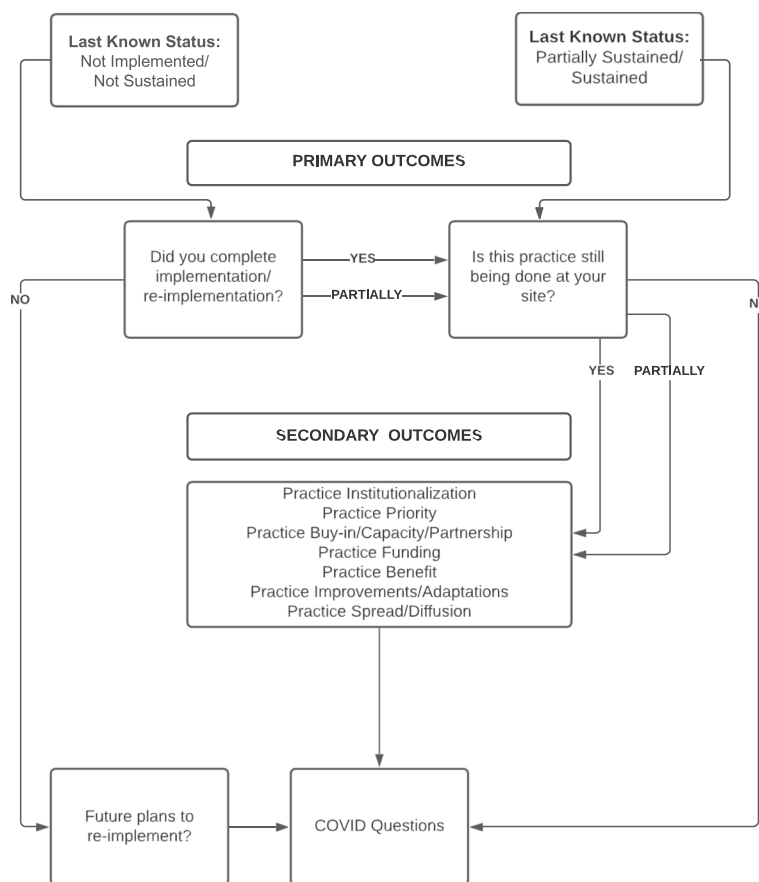 Last Known Status:
Not Implemented/
Not Sustained
Last Known Status:
Partially Sustained/
Sustained
PRIMARY OUTCOMES
Did you complete
implementation/
re-implementation?
YES
PARTIALLY
Is this practice still
being done at your
site?
NO
N
YES
PARTIALLY
SECONDARY OUTCOMES
Practice Institutionalization
Practice Priority
Practice Buy-in/Capacity/Partnership
Practice Funding
Practice Benefit
Practice Improvements/Adaptations
Practice Spread/Diffusion
Future plans to
re-implement?
COVID Questions